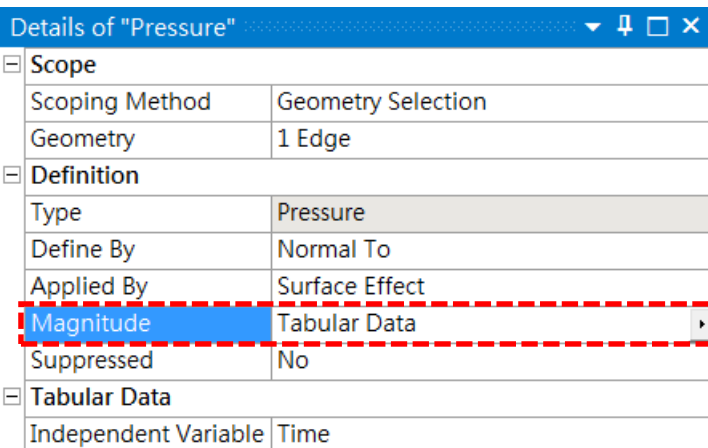 Details of "Pressure"
Scope
Scoping Method Geometry Selection
Geometry 1 Edge
Definition
Type Pressure
Define By Normal To
Applied By Surface Effect
Magnitude Tabular Data
Suppressed No
Tabular Data
Independent Variable Time